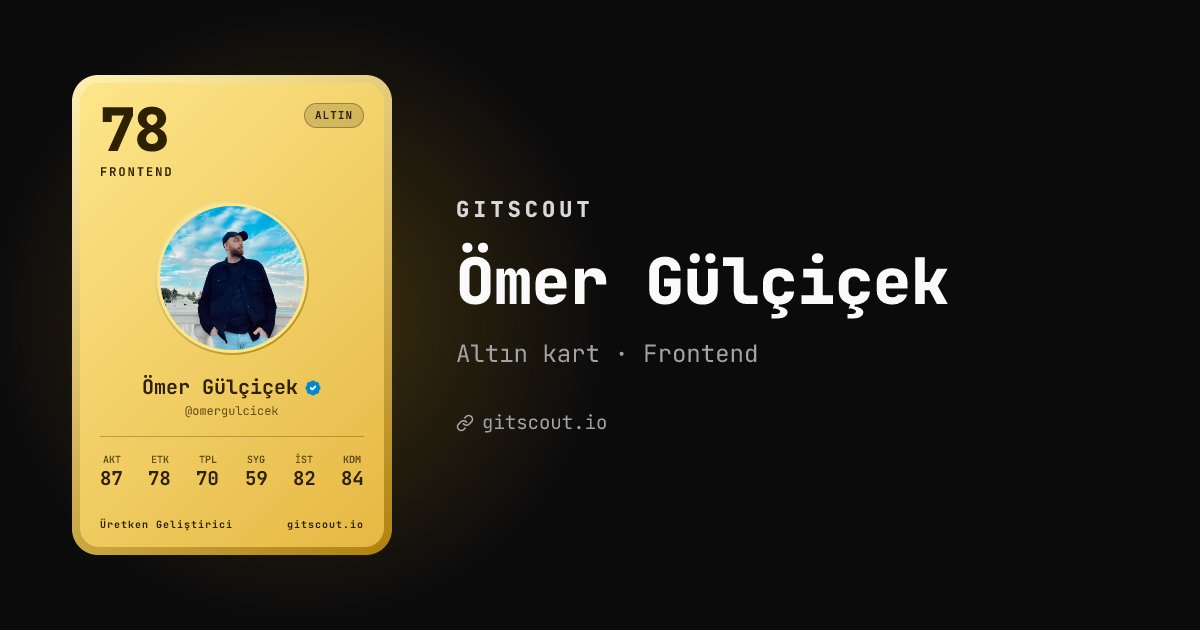 78
ALTIN
FRONTEND
Ömer Gülçiçek
@omergulcicek
AKT ETK TPL SYG İST KDM
87 78 70 59 82 84
Üretken Geliştirici gitscout.io
GITSCOUT
Ömer Gülçiçek
Altın kart · Frontend
gitscout.io